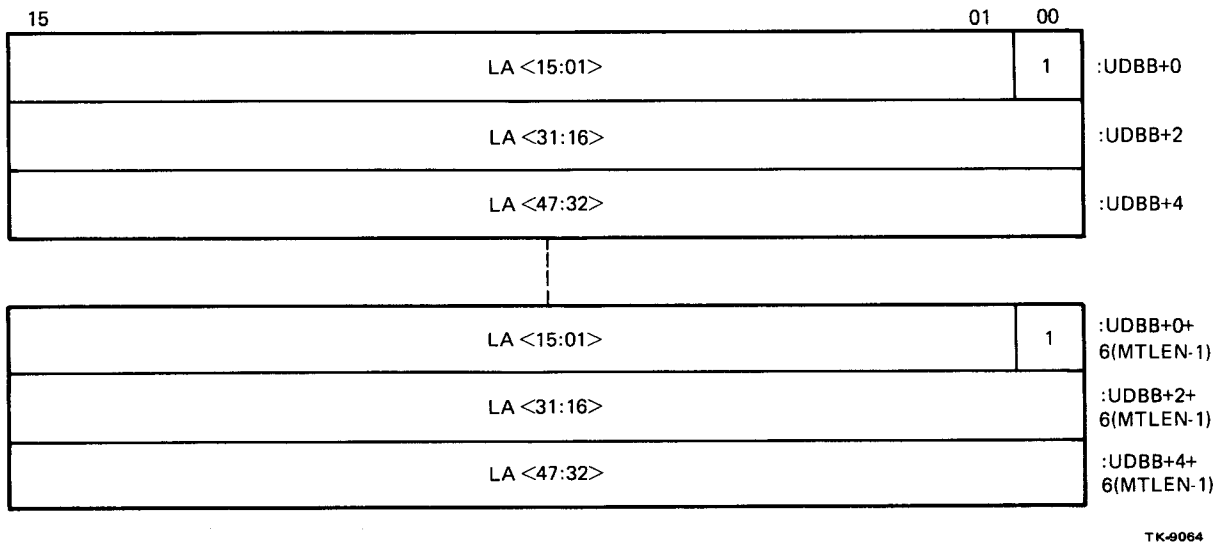 15 01 00
LA <15:01> 1 :UDBB+0
LA <31:16> :UDBB+2
LA <47:32> :UDBB+4
LA <15:01> 1 :UDBB+0+
6(MTLEN-1)
LA <31:16> :UDBB+2+
6(MTLEN-1)
LA <47:32> :UDBB+4+
6(MTLEN-1)
TK-9064